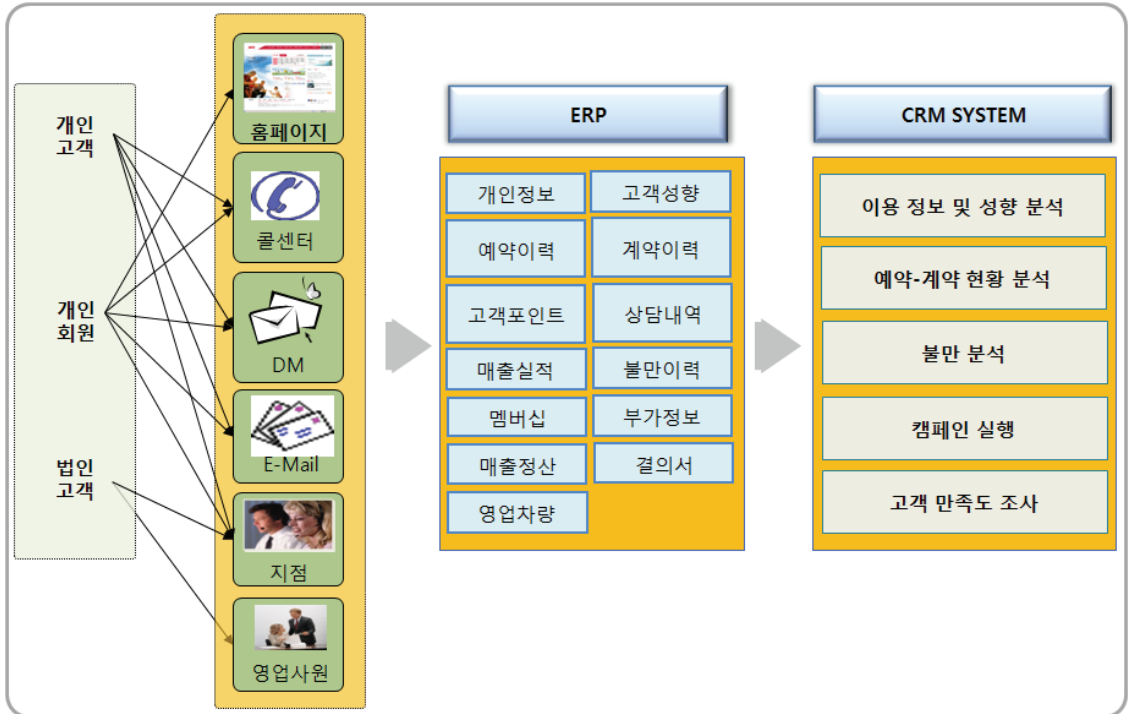 개인
고객
개인
회원
법인
고객
홈페이지
콜센터
DM
E-Mail
지점
영업사원
ERP
개인정보
고객성향
예약이력
계약이력
고객포인트
상담내역
매출실적
불만이력
멤버십
부가정보
매출정산
결의서
영업차량
CRM SYSTEM
이용 정보 및 성향 분석
예약-계약 현황 분석
불만 분석
캠페인 실행
고객 만족도 조사